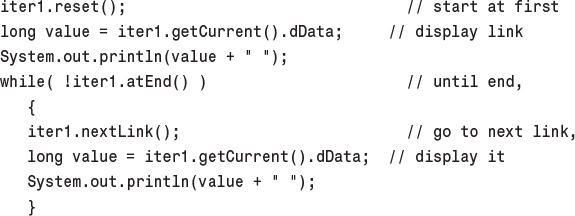 iter1.reset();                              // start at first
long value = iter1.getCurrent().dData;     // display link
System.out.println(value + " ");
while( !iter1.atEnd() )                     // until end,
   {
   iter1.nextLink();                        // go to next link,
   long value = iter1.getCurrent().dData;  // display it
   System.out.println(value + " ");
   }